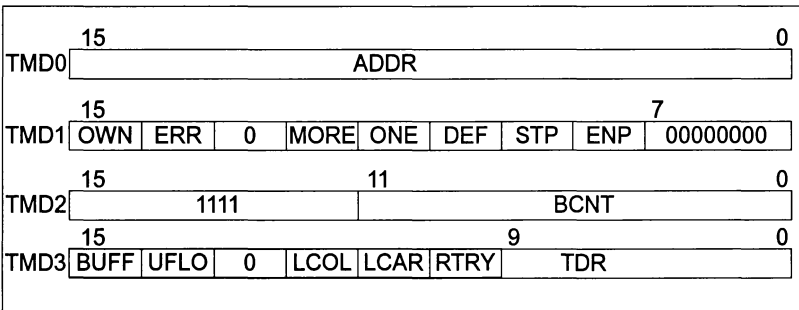 15 0
TMD0 ADDR
15 7
TMD1 OWN ERR 0 MORE ONE DEF STP ENP 00000000
15 11 0
TMD2 1111 BCNT
15 9 0
TMD3 BUFF UFLO 0 LCOL LCAR RTRY TDR